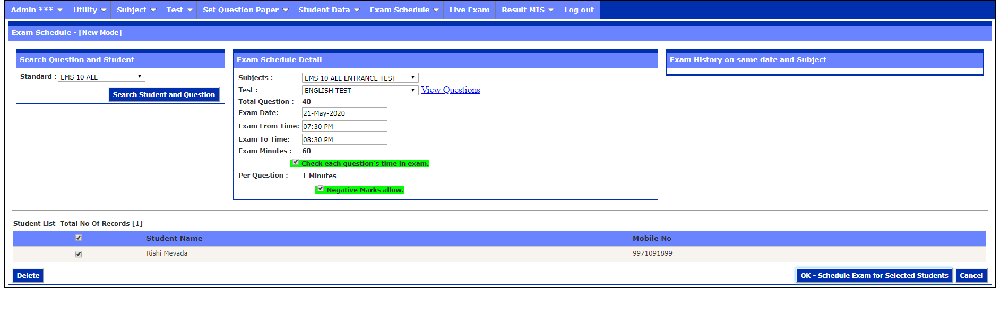 Admin *** Utility Subject Test Set Question Paper Student Data Exam Schedule Live Exam Result MIS Log out
Exam Schedule - [New Mode]
Search Question and Student
Standard : EMS 10 ALL
Search Student and Question
Exam Schedule Detail
Subjects : EMS 10 ALL ENTRANCE TEST
Test : ENGLISH TEST View Questions
Total Question : 40
Exam Date: 21-May-2020
Exam From Time: 07:30 PM
Exam To Time: 08:30 PM
Exam Minutes : 60
Check each question's time in exam.
Per Question : 1 Minutes
Negative Marks allow.
Exam History on same date and Subject
Student List Total No Of Records [1]
Student Name Mobile No
Rishi Mevada 9971091899
Delete OK - Schedule Exam for Selected Students Cancel